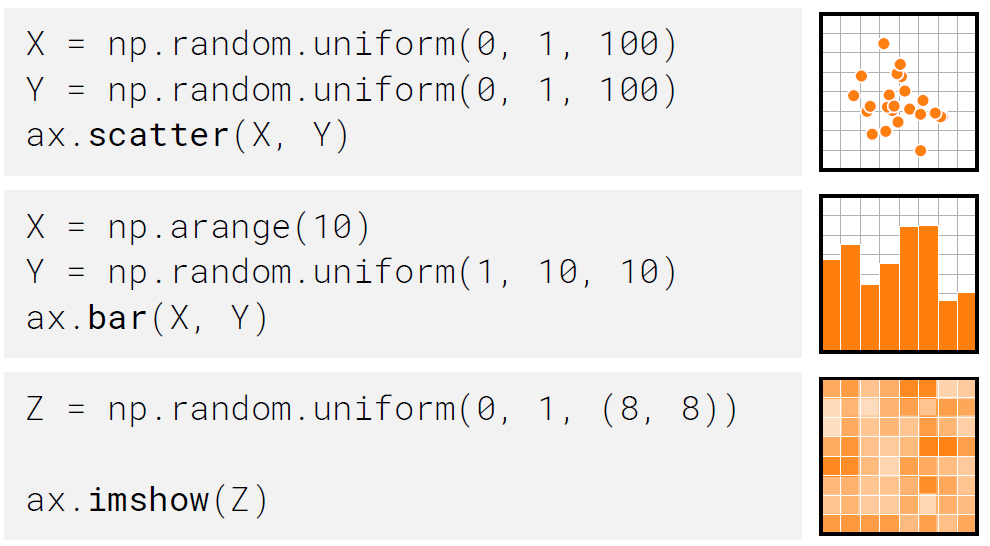 X = np.random.uniform(0, 1, 100)
Y = np.random.uniform(0, 1, 100)
ax.scatter(X, Y)
X = np.arange(10)
Y = np.random.uniform(1, 10, 10)
ax.bar(X, Y)
Z = np.random.uniform(0, 1, (8, 8))
ax.imshow(Z)